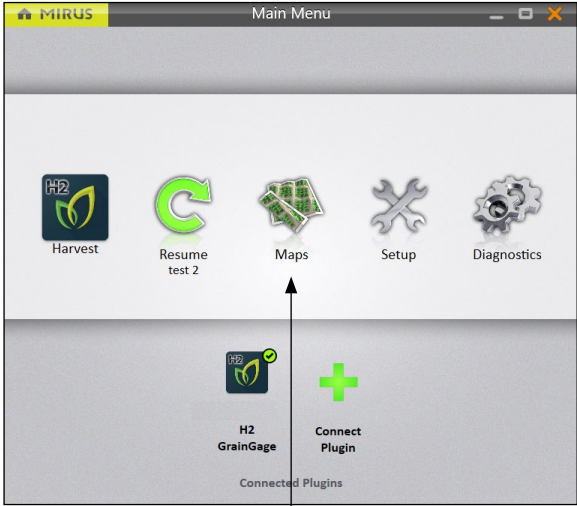 MIRUS
Main Menu
H2
Harvest
Resume
test 2
Maps
Setup
Diagnostics
H2
H2
GrainGage
Connect
Plugin
Connected Plugins